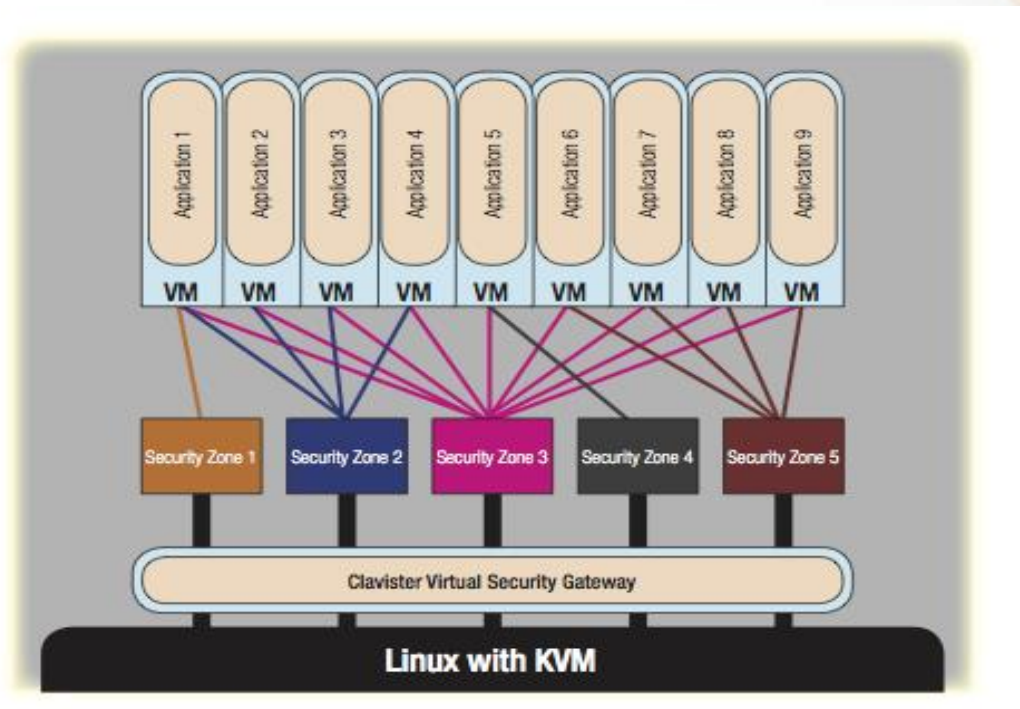 Application 1
Application 2
Application 3
Application 4
Application 5
Application 6
Application 7
Application 8
Application 9
VM VM VM VM VM VM VM VM VM
Security Zone 1
Security Zone 2
Security Zone 3
Security Zone 4
Security Zone 5
Clavister Virtual Security Gateway
Linux with KVM